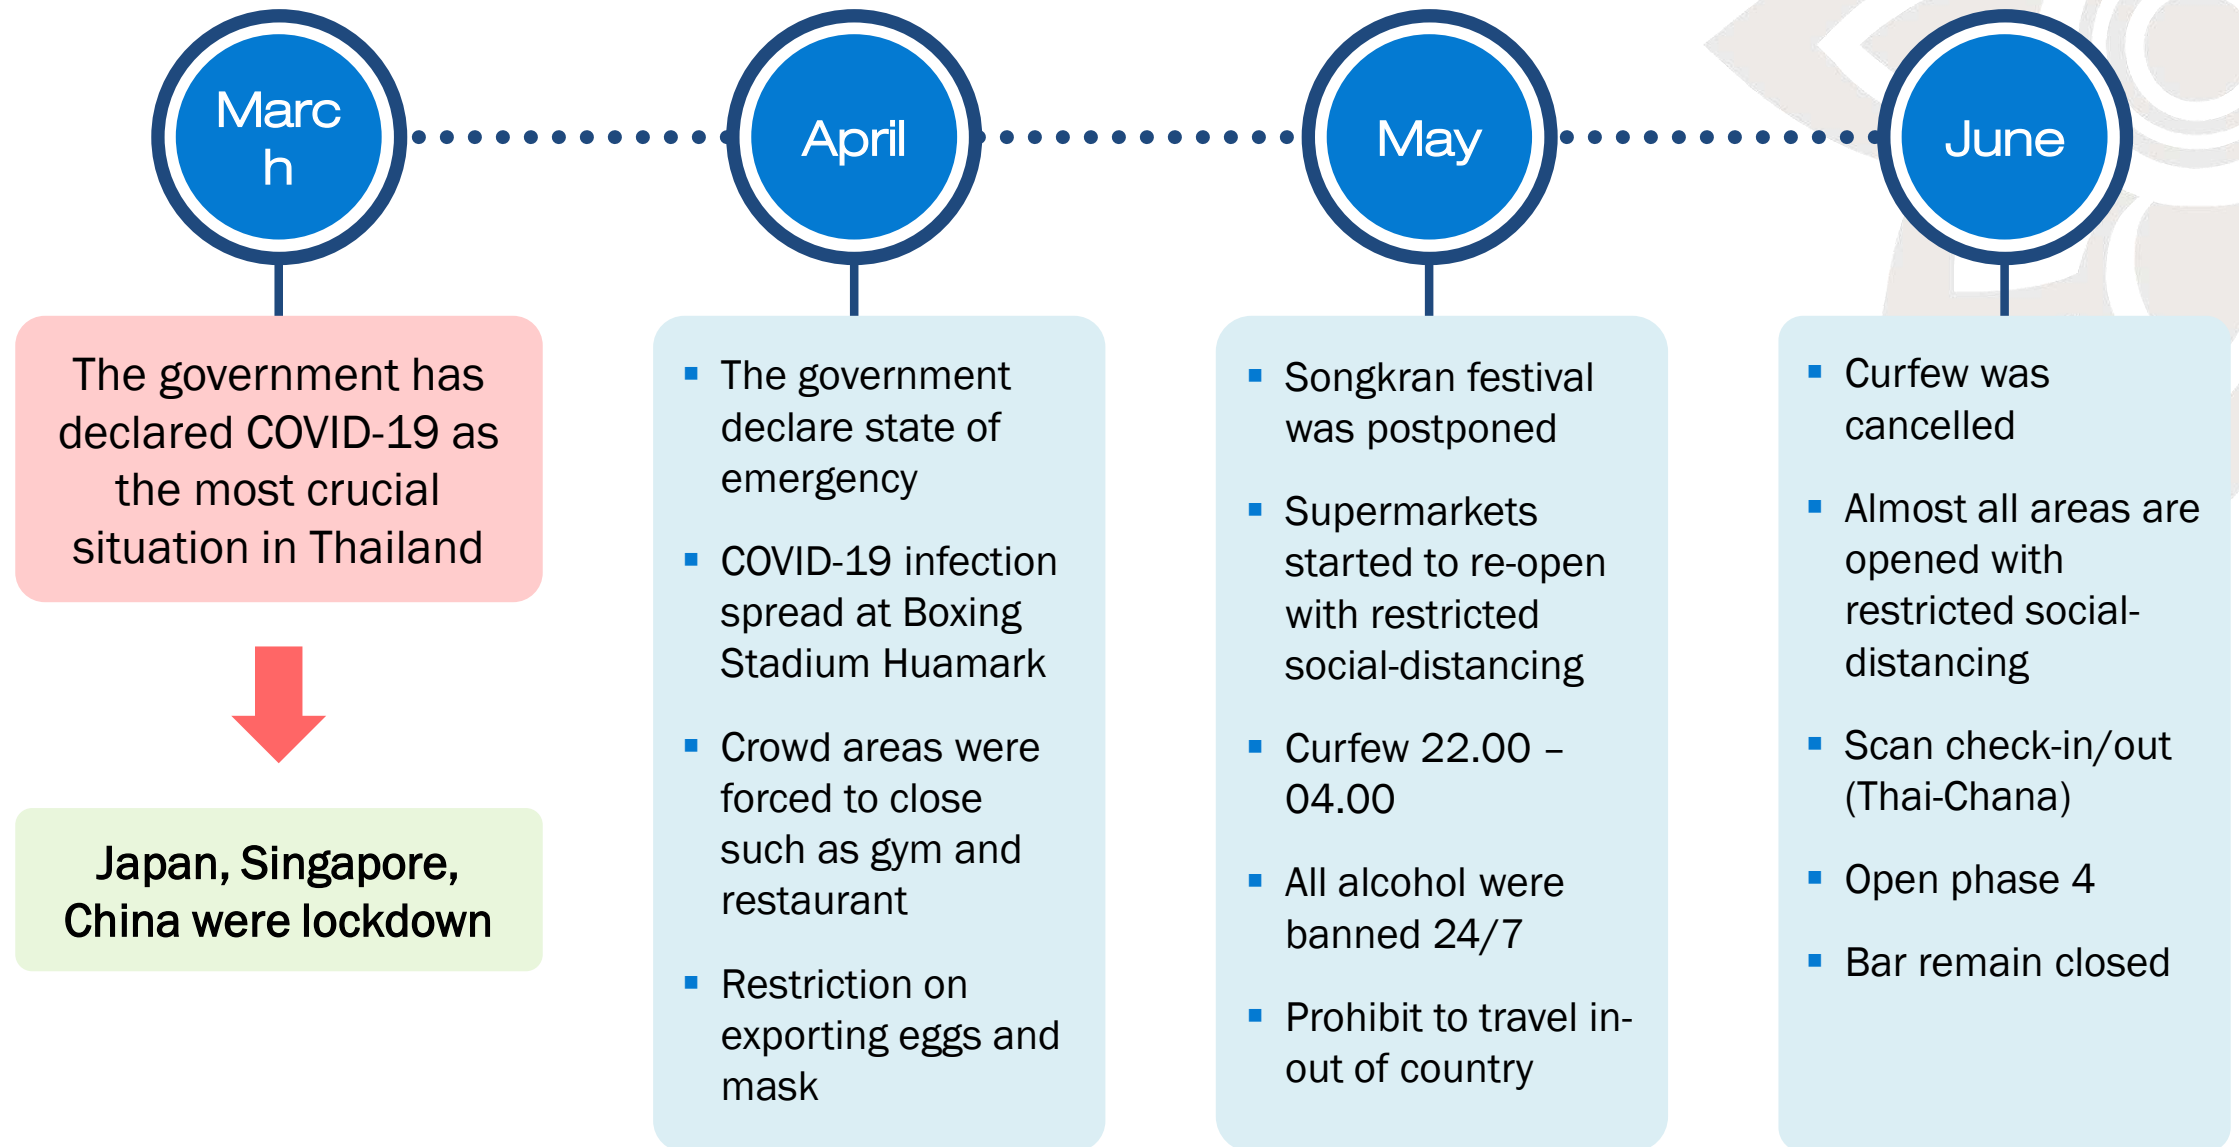 Marc
h
The government has
declared COVID-19 as
the most crucial
situation in Thailand
Japan, Singapore,
China were lockdown
April
▪ The government
declare state of
emergency
▪ COVID-19 infection
spread at Boxing
Stadium Huamark
▪ Crowd areas were
forced to close
such as gym and
restaurant
▪ Restriction on
exporting eggs and
mask
May
▪ Songkran festival
was postponed
▪ Supermarkets
started to re-open
with restricted
social-distancing
▪ Curfew 22.00 –
04.00
▪ All alcohol were
banned 24/7
▪ Prohibit to travel in-
out of country
June
▪ Curfew was
cancelled
▪ Almost all areas are
opened with
restricted social-
distancing
▪ Scan check-in/out
(Thai-Chana)
▪ Open phase 4
▪ Bar remain closed